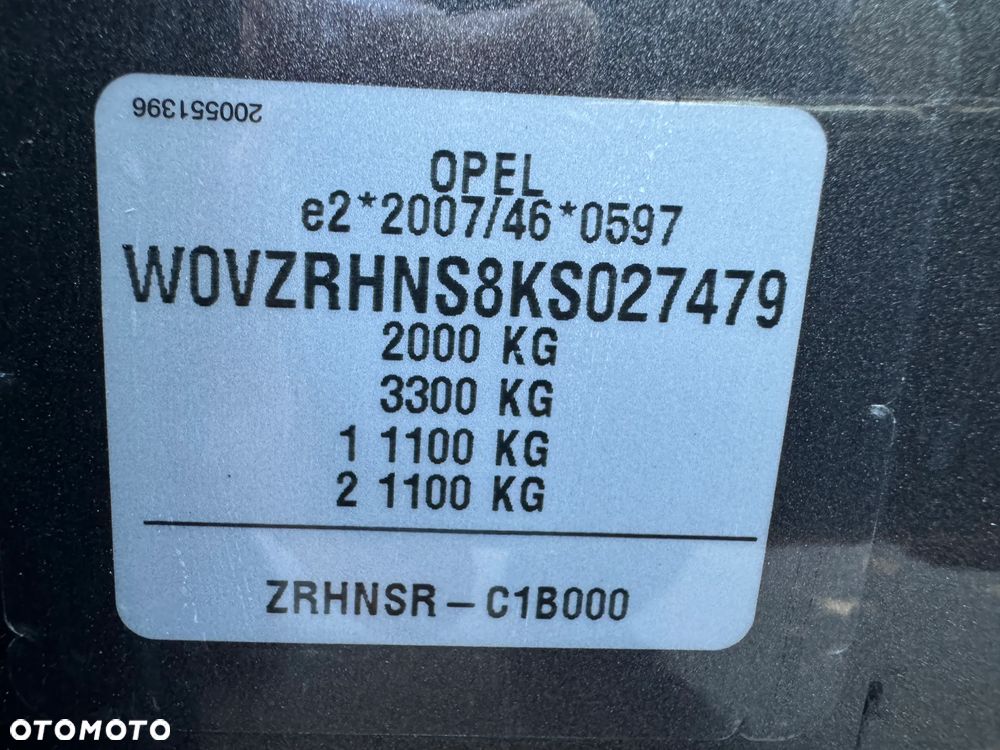 200551396
OPEL
e2*2007/46*0597
W0VZRHNS8KS027479
2000 KG
3300 KG
1 1100 KG
2 1100 KG
ZRHNSR – C1B000
OTOMOTO